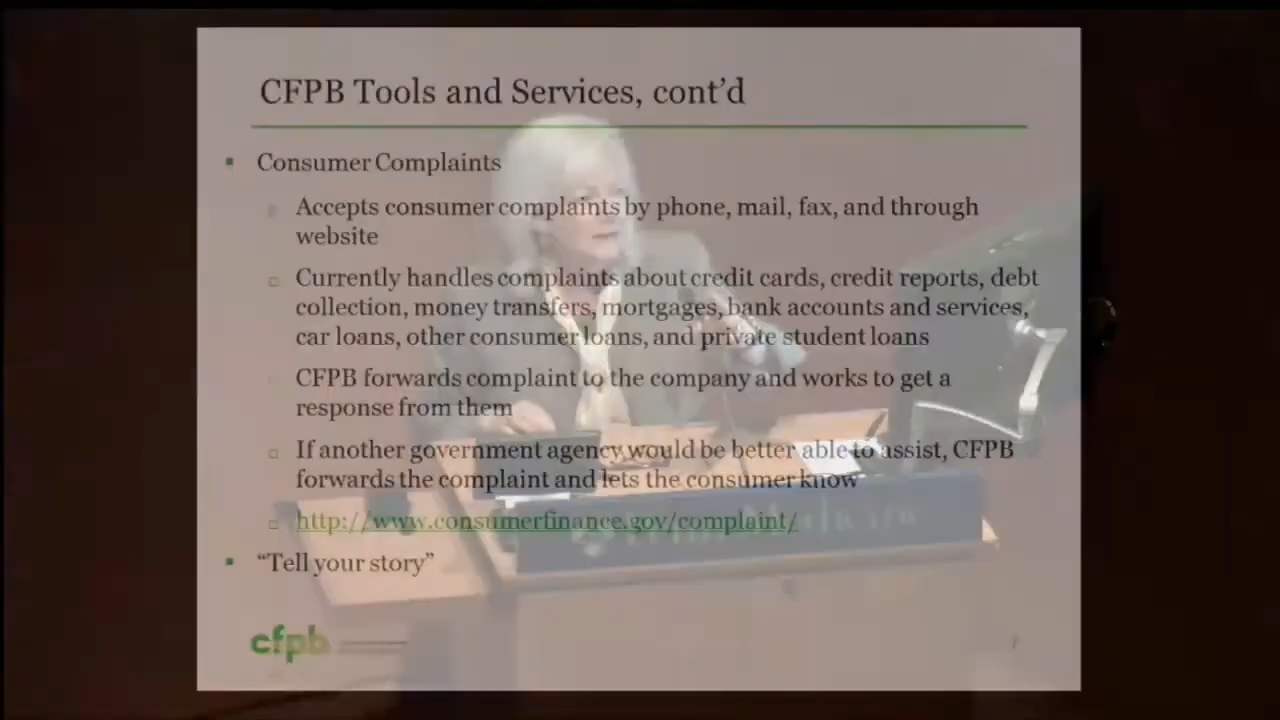 CFPB Tools and Services, cont'd
Consumer Complaints
Accepts consumer complaints by phone, mail, fax, and through
website
Currently handles complaints about credit cards, credit reports, debt
collection, money transfers, mortgages, bank accounts and services,
car loans, other consumer loans, and private student loans
CFPB forwards complaint to the company and works to get a
response from them
If another government agency would be better able to assist, CFPB
forwards the complaint and lets the consumer know
http://www.consumerfinance.gov/complaint/
“Tell your story”
cfpb